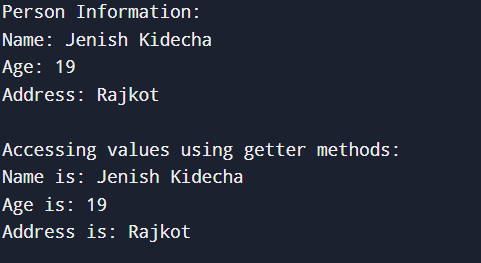 Person Information:
Name: Jenish Kidecha
Age: 19
Address: Rajkot
Accessing values using getter methods:
Name is: Jenish Kidecha
Age is: 19
Address is: Rajkot